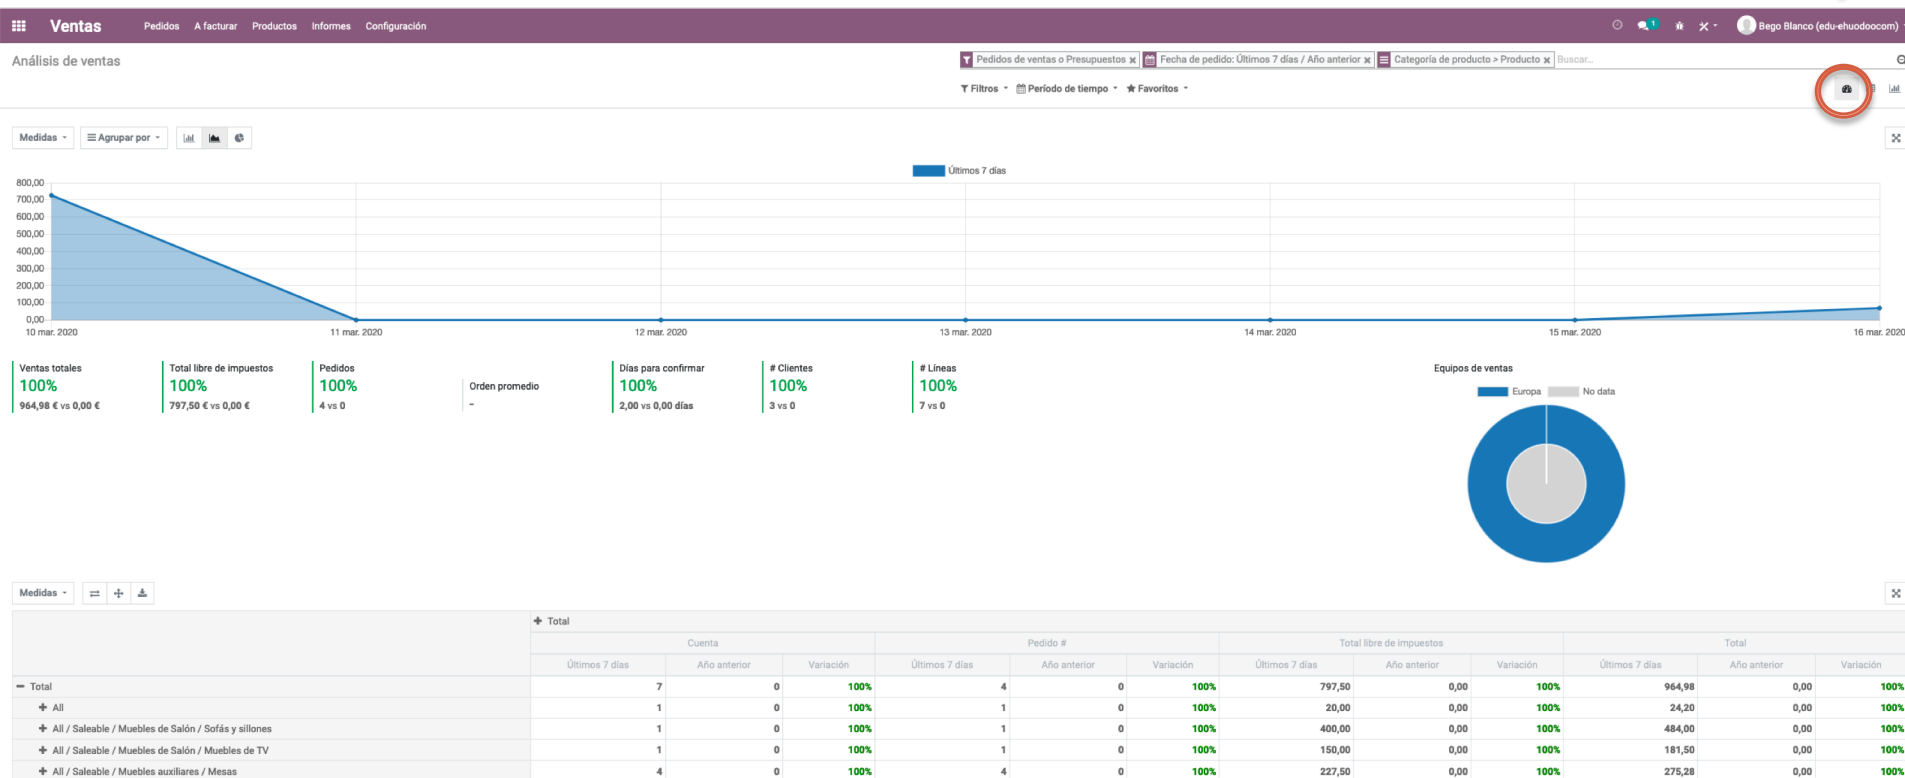 Ventas Pedidos A facturar Productos Informes Configuración 1 Bego Blanco (edu-ehuodoocom)
Análisis de ventas Pedidos de ventas o Presupuestos × Fecha de pedido: Últimos 7 días / Año anterior × Categoría de producto > Producto × Buscar...
Filtros Período de tiempo Favoritos
Medidas Agrupar por
Últimos 7 días
800,00
700,00
600,00
500,00
400,00
300,00
200,00
100,00
0,00
10 mar. 2020 11 mar. 2020 12 mar. 2020 13 mar. 2020 14 mar. 2020 15 mar. 2020 16 mar. 2020
Ventas totales
100%
964,98 € vs 0,00 €
Total libre de impuestos
100%
797,50 € vs 0,00 €
Pedidos
100%
4 vs 0
Orden promedio
-
Días para confirmar
100%
2,00 vs 0,00 días
# Clientes
100%
3 vs 0
# Líneas
100%
7 vs 0
Equipos de ventas
Europa No data
Medidas
Total
Cuenta Pedido # Total libre de impuestos Total
Últimos 7 días Año anterior Variación Últimos 7 días Año anterior Variación Últimos 7 días Año anterior Variación Últimos 7 días Año anterior Variación
Total 7 0 100% 4 0 100% 797,50 0,00 100% 964,98 0,00 100%
All 1 0 100% 1 0 100% 20,00 0,00 100% 24,20 0,00 100%
All / Saleable / Muebles de Salón / Sofás y sillones 1 0 100% 1 0 100% 400,00 0,00 100% 484,00 0,00 100%
All / Saleable / Muebles de Salón / Muebles de TV 1 0 100% 1 0 100% 150,00 0,00 100% 181,50 0,00 100%
All / Saleable / Muebles auxiliares / Mesas 4 0 100% 4 0 100% 227,50 0,00 100% 275,28 0,00 100%